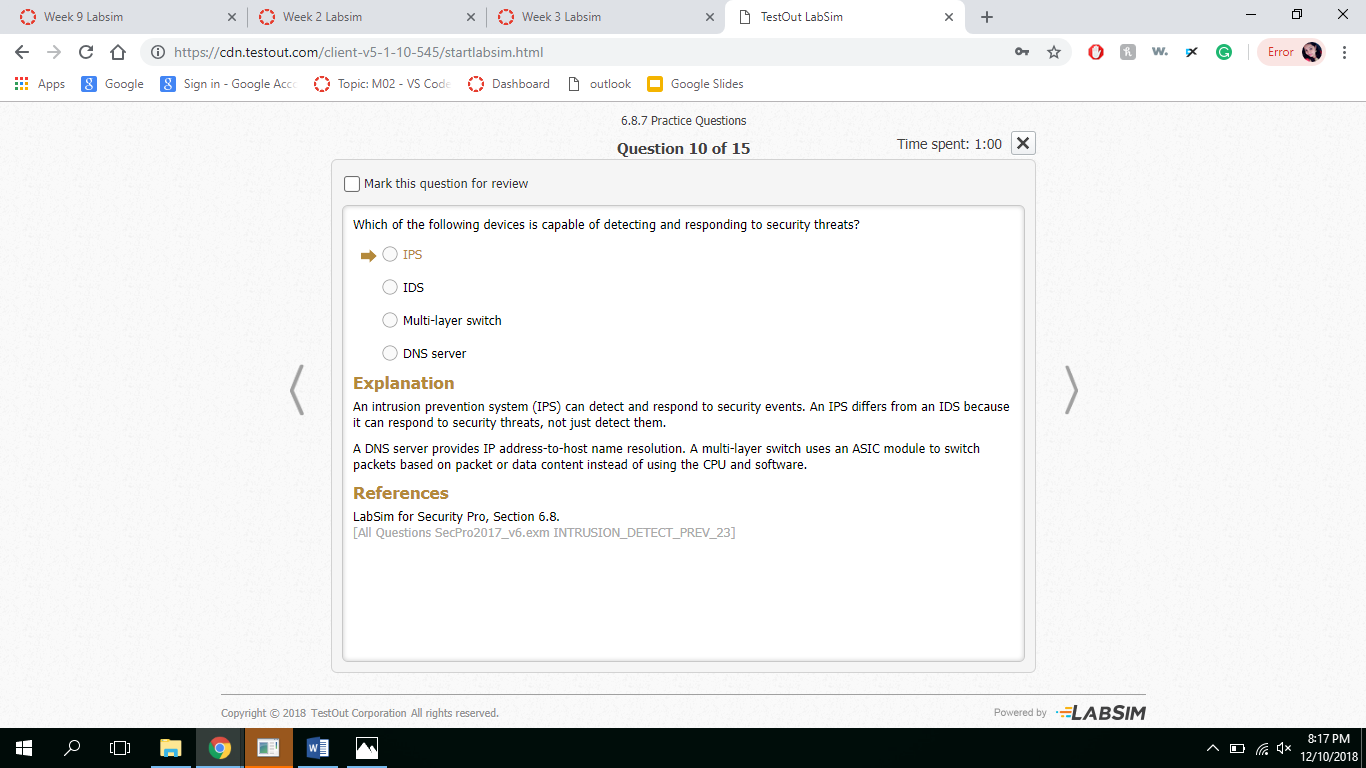 Week 9 Labsim
Week 2 Labsim
Week 3 Labsim
TestOut LabSim
https://cdn.testout.com/client-v5-1-10-545/startlabsim.html
Error
Apps
Google
Sign in - Google Acco
Topic: M02 - VS Code
Dashboard
outlook
Google Slides
6.8.7 Practice Questions
Question 10 of 15
Time spent: 1:00
Mark this question for review
Which of the following devices is capable of detecting and responding to security threats?
IPS
IDS
Multi-layer switch
DNS server
Explanation
An intrusion prevention system (IPS) can detect and respond to security events. An IPS differs from an IDS because
it can respond to security threats, not just detect them.
A DNS server provides IP address-to-host name resolution. A multi-layer switch uses an ASIC module to switch
packets based on packet or data content instead of using the CPU and software.
References
LabSim for Security Pro, Section 6.8.
[All Questions SecPro2017_v6.exm INTRUSION_DETECT_PREV_23]
Copyright © 2018 TestOut Corporation All rights reserved.
Powered by LABSIM
8:17 PM
12/10/2018